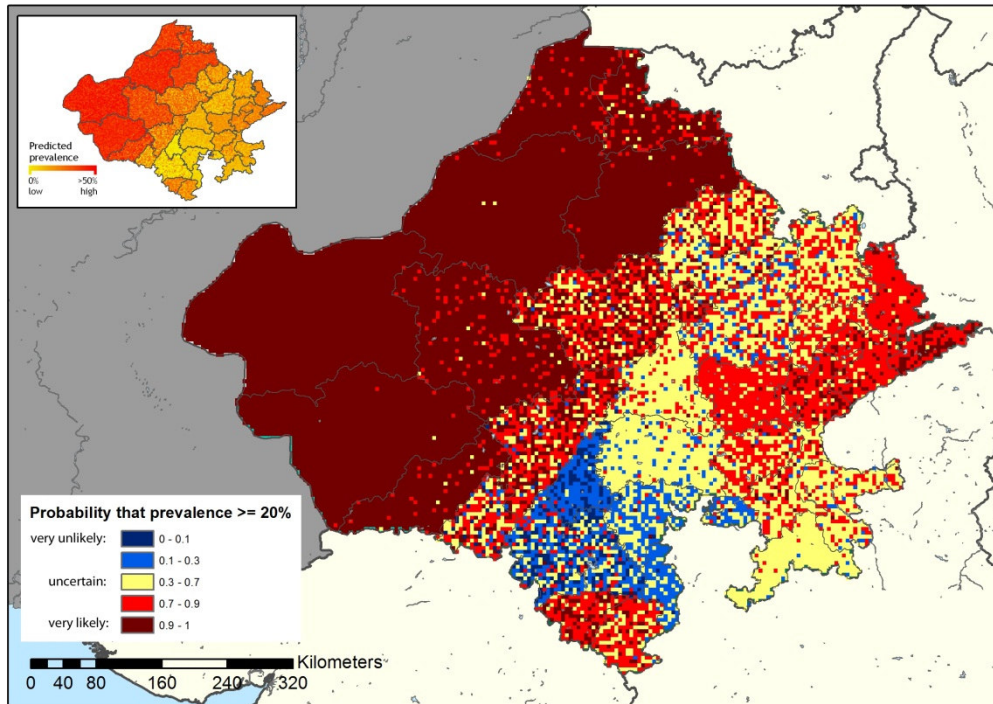 Predicted
prevalence
0% >50%
low high
Probability that prevalence >= 20%
very unlikely: 0 - 0.1
0.1 - 0.3
uncertain: 0.3 - 0.7
0.7 - 0.9
very likely: 0.9 - 1
Kilometers
0 40 80 160 240 320